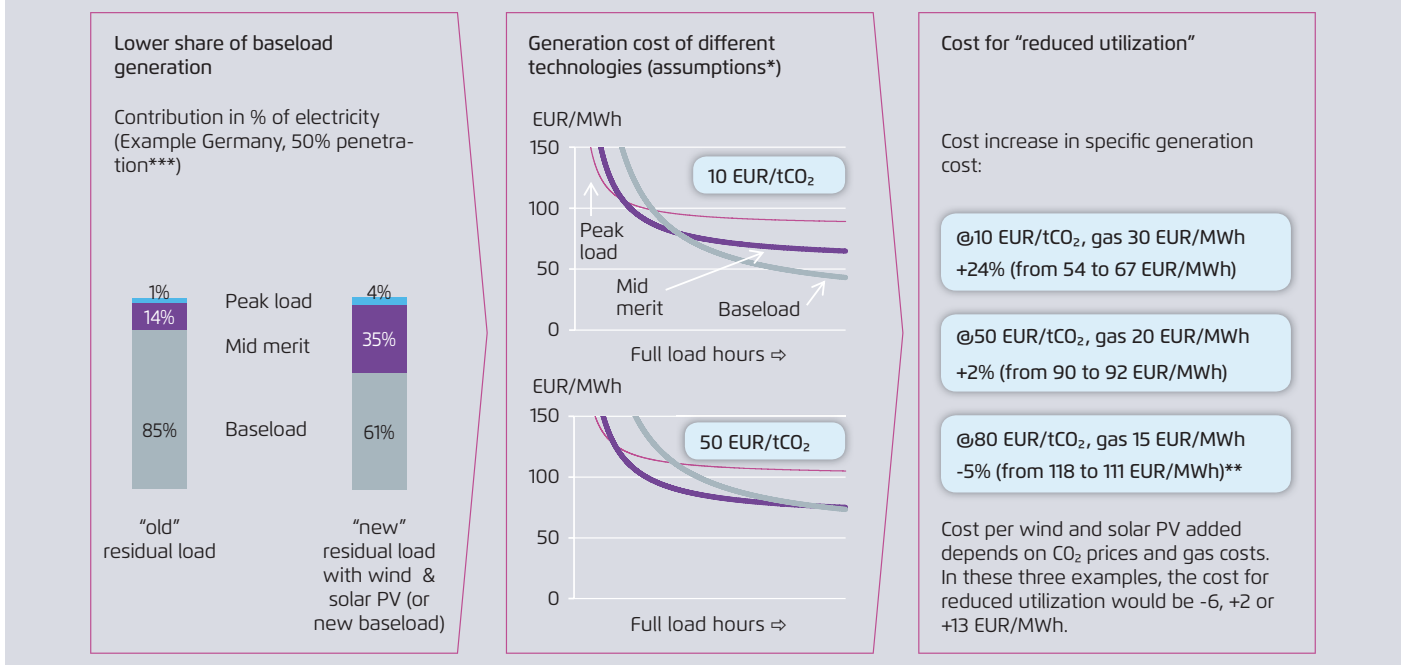 Lower share of baseload
generation
Contribution in % of electricity
(Example Germany, 50% penetra-
tion***)
1%
14%
85%
Peak load
Mid merit
Baseload
4%
35%
61%
“old”
residual load
“new”
residual load
with wind &
solar PV (or
new baseload)
Generation cost of different
technologies (assumptions*)
EUR/MWh
150
100
50
0
10 EUR/tCO₂
Peak
load
Mid
merit
Baseload
Full load hours ⇨
EUR/MWh
150
100
50
0
50 EUR/tCO₂
Full load hours ⇨
Cost for “reduced utilization”
Cost increase in specific generation
cost:
@10 EUR/tCO₂, gas 30 EUR/MWh
+24% (from 54 to 67 EUR/MWh)
@50 EUR/tCO₂, gas 20 EUR/MWh
+2% (from 90 to 92 EUR/MWh)
@80 EUR/tCO₂, gas 15 EUR/MWh
-5% (from 118 to 111 EUR/MWh)**
Cost per wind and solar PV added
depends on CO₂ prices and gas costs.
In these three examples, the cost for
reduced utilization would be -6, +2 or
+13 EUR/MWh.